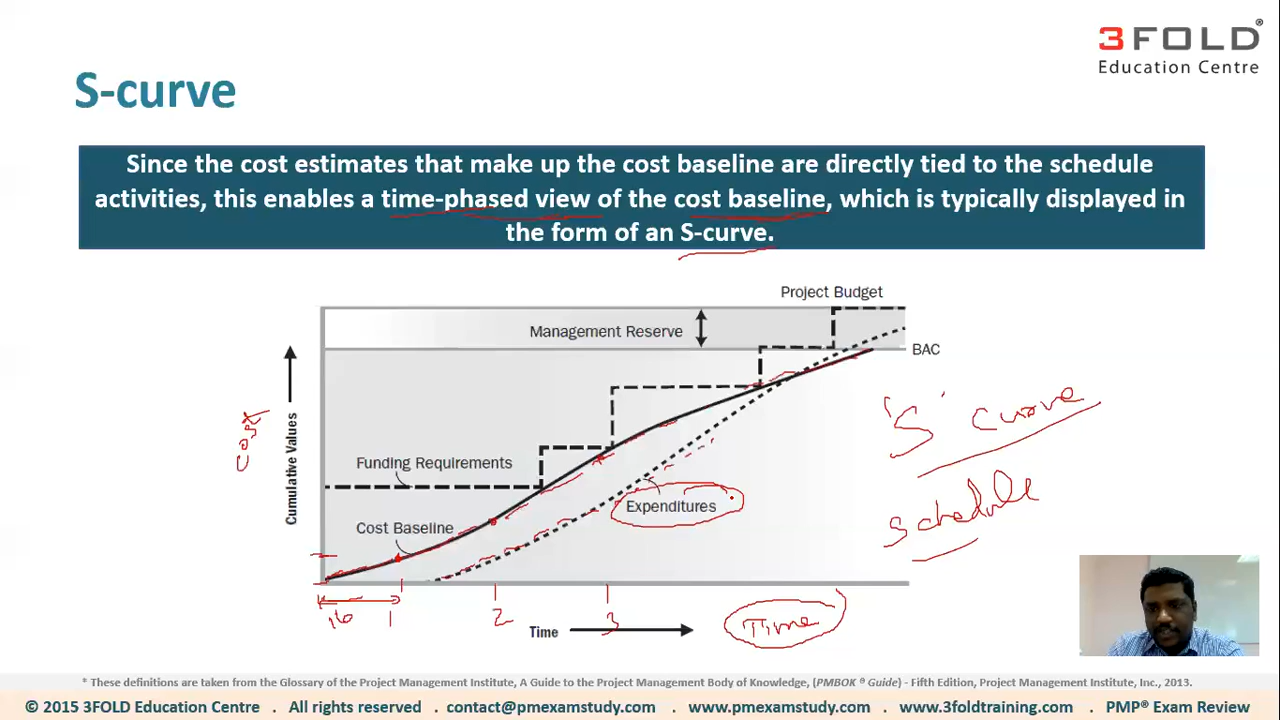 3FOLD®
Education Centre
S-curve
Since the cost estimates that make up the cost baseline are directly tied to the schedule
activities, this enables a time-phased view of the cost baseline, which is typically displayed in
the form of an S-curve.
Project Budget
Management Reserve
BAC
Cumulative Values
cost
'S' curve
Funding Requirements
schedule
Expenditures
Cost Baseline
16 1 2 3
Time
Time
* These definitions are taken from the Glossary of the Project Management Institute, A Guide to the Project Management Body of Knowledge, (PMBOK ® Guide) - Fifth Edition, Project Management Institute, Inc., 2013.
© 2015 3FOLD Education Centre . All rights reserved . contact@pmexamstudy.com . www.pmexamstudy.com . www.3foldtraining.com . PMP® Exam Review